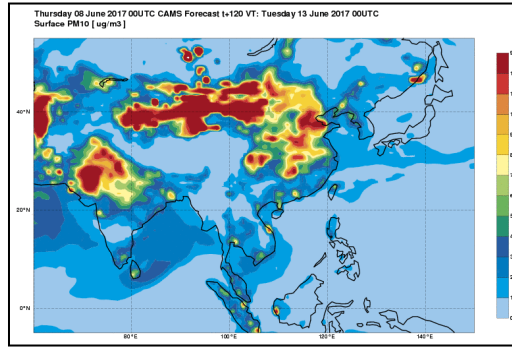 Thursday 08 June 2017 00UTC CAMS Forecast t+120 VT: Tuesday 13 June 2017 00UTC
Surface PM10 [ ug/m3 ]
40°N
20°N
0°N
80°E
100°E
120°E
140°E